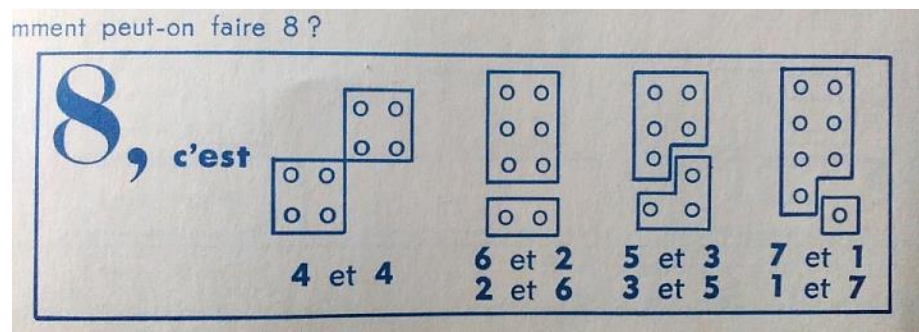 mment peut-on faire 8 ?
8, c'est
4 et 4
6 et 2
2 et 6
5 et 3
3 et 5
7 et 1
1 et 7